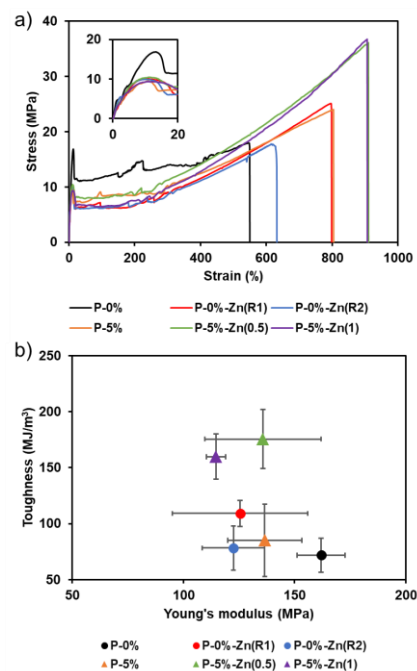 a)
40
30
20
10
0
Stress (MPa)
20
10
0
0
20
0
200
400
600
800
1000
Strain (%)
P-0%
P-0%-Zn(R1)
P-0%-Zn(R2)
P-5%
P-5%-Zn(0.5)
P-5%-Zn(1)
b)
250
200
150
100
50
Toughness (MJ/m³)
50
100
150
200
Young's modulus (MPa)
P-0%
P-0%-Zn(R1)
P-0%-Zn(R2)
P-5%
P-5%-Zn(0.5)
P-5%-Zn(1)